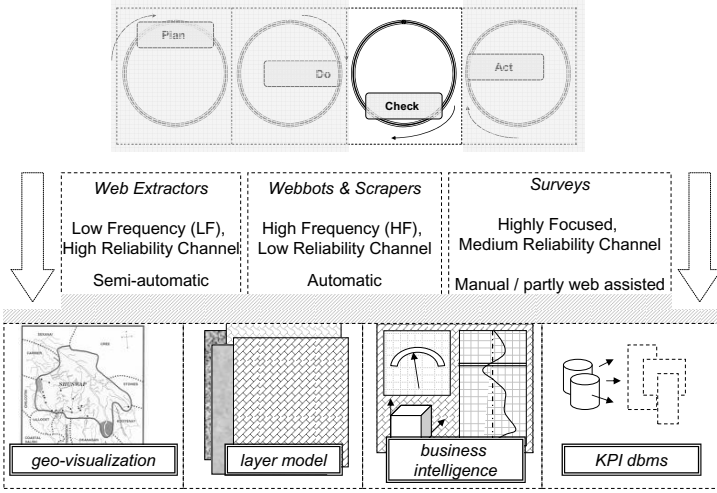 Plan
Do
Check
Act
Web Extractors
Low Frequency (LF),
High Reliability Channel
Semi-automatic
Webbots & Scrapers
High Frequency (HF),
Low Reliability Channel
Automatic
Surveys
Highly Focused,
Medium Reliability Channel
Manual / partly web assisted
geo-visualization
layer model
business
intelligence
KPI dbms